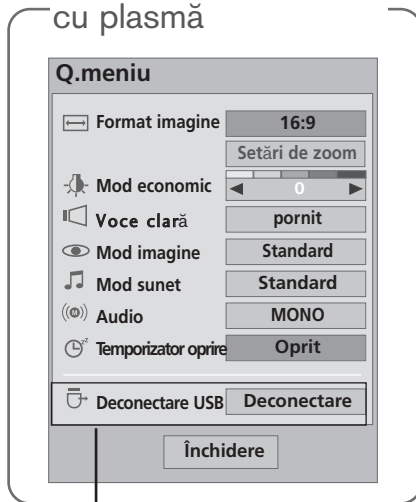 cu plasmă
Q.meniu
Format imagine 16:9
Setări de zoom
Mod economic 0
Voce clară pornit
Mod imagine Standard
Mod sunet Standard
Audio MONO
Temporizator oprire Oprit
Deconectare USB Deconectare
Închidere